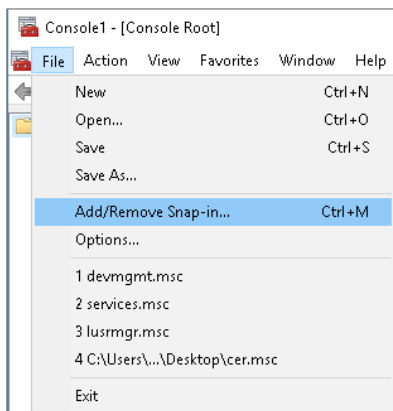 Console1 - [Console Root]
File Action View Favorites Window Help
New Ctrl+N
Open... Ctrl+O
Save Ctrl+S
Save As...
Add/Remove Snap-in... Ctrl+M
Options...
1 devmgmt.msc
2 services.msc
3 lusrmgr.msc
4 C:\Users\...\Desktop\cer.msc
Exit